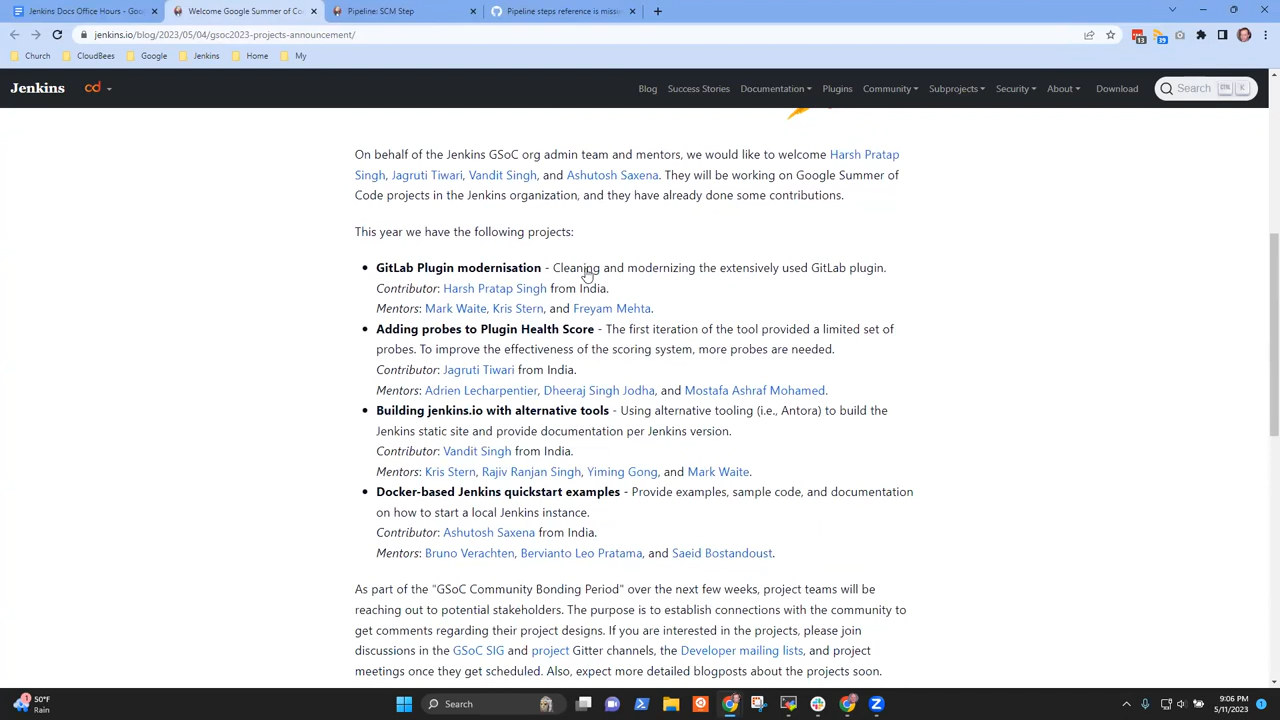 Jenkins Docs Office Hours - Goog
Welcome Google Summer of Co
Pipeline: SCM Step
Pipeline steps reference is missin
jenkins.io/blog/2023/05/04/gsoc2023-projects-announcement/
13
39
Church
CloudBees
Google
Jenkins
Home
My
Jenkins
cd
Blog
Success Stories
Documentation
Plugins
Community
Subprojects
Security
About
Download
Search
CTRL
K
On behalf of the Jenkins GSoC org admin team and mentors, we would like to welcome Harsh Pratap
Singh, Jagruti Tiwari, Vandit Singh, and Ashutosh Saxena. They will be working on Google Summer of
Code projects in the Jenkins organization, and they have already done some contributions.
This year we have the following projects:
• GitLab Plugin modernisation - Cleaning and modernizing the extensively used GitLab plugin.
Contributor: Harsh Pratap Singh from India.
Mentors: Mark Waite, Kris Stern, and Freyam Mehta.
• Adding probes to Plugin Health Score - The first iteration of the tool provided a limited set of
probes. To improve the effectiveness of the scoring system, more probes are needed.
Contributor: Jagruti Tiwari from India.
Mentors: Adrien Lecharpentier, Dheeraj Singh Jodha, and Mostafa Ashraf Mohamed.
• Building jenkins.io with alternative tools - Using alternative tooling (i.e., Antora) to build the
Jenkins static site and provide documentation per Jenkins version.
Contributor: Vandit Singh from India.
Mentors: Kris Stern, Rajiv Ranjan Singh, Yiming Gong, and Mark Waite.
• Docker-based Jenkins quickstart examples - Provide examples, sample code, and documentation
on how to start a local Jenkins instance.
Contributor: Ashutosh Saxena from India.
Mentors: Bruno Verachten, Bervianto Leo Pratama, and Saeid Bostandoust.
As part of the "GSoC Community Bonding Period" over the next few weeks, project teams will be
reaching out to potential stakeholders. The purpose is to establish connections with the community to
get comments regarding their project designs. If you are interested in the projects, please join
discussions in the GSoC SIG and project Gitter channels, the Developer mailing lists, and project
meetings once they get scheduled. Also, expect more detailed blogposts about the projects soon.
1
50°F
Rain
Search
9:06 PM
5/11/2023